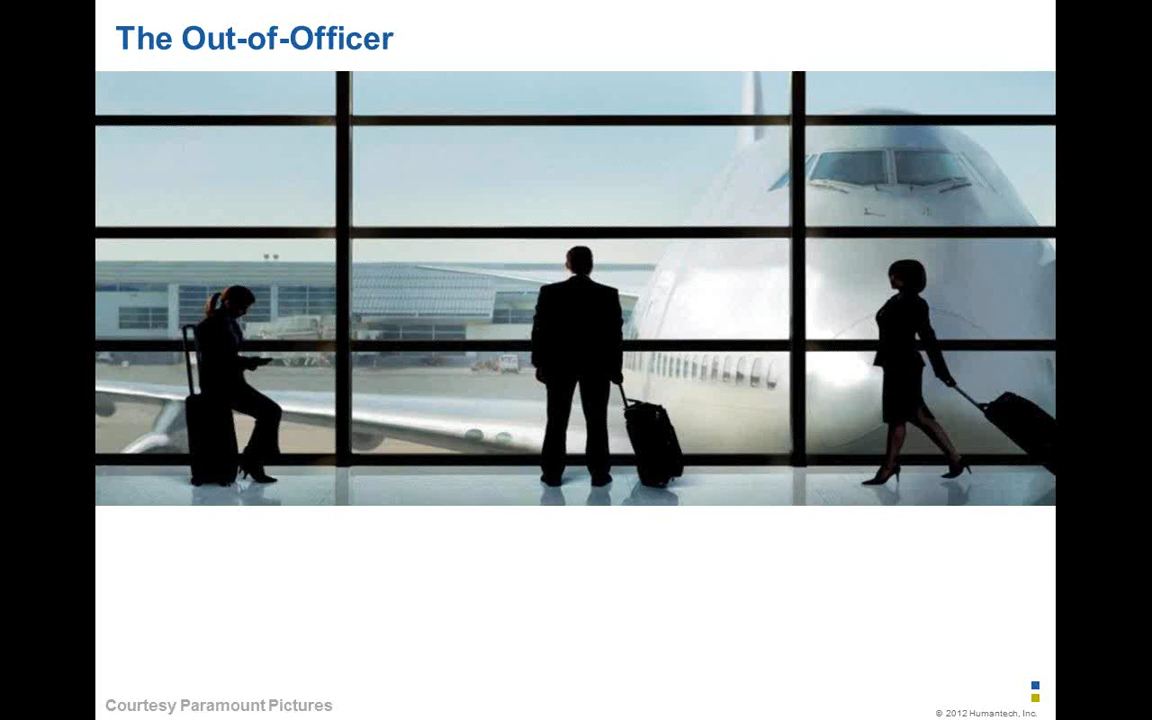 The Out-of-Officer
Courtesy Paramount Pictures
© 2012 Humantech, Inc.